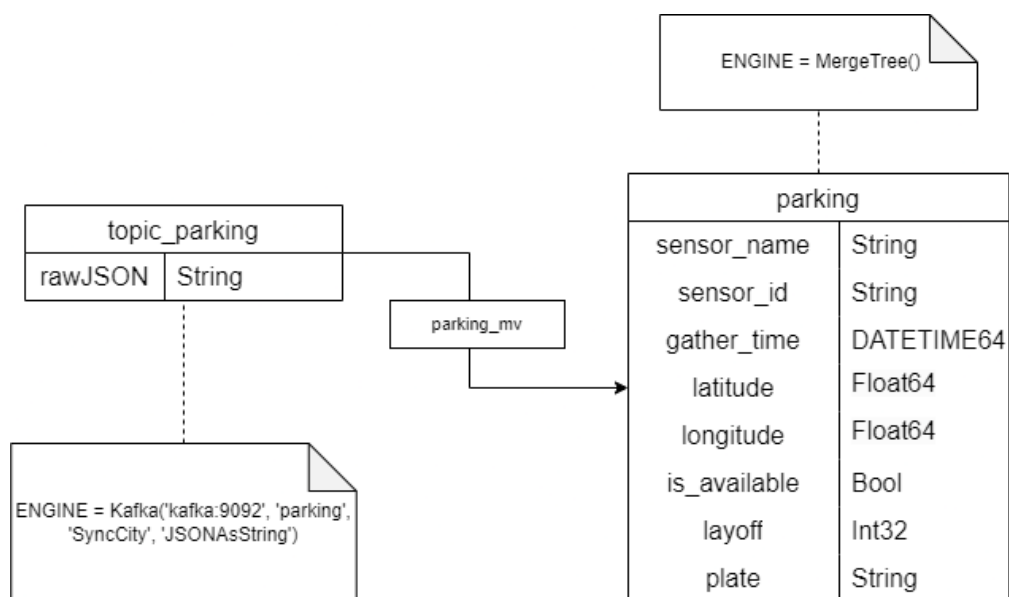 ENGINE = MergeTree()
topic_parking
rawJSON String
parking_mv
ENGINE = Kafka('kafka:9092', 'parking',
'SyncCity', 'JSONAsString')
parking
sensor_name String
sensor_id String
gather_time DATETIME64
latitude Float64
longitude Float64
is_available Bool
layoff Int32
plate String